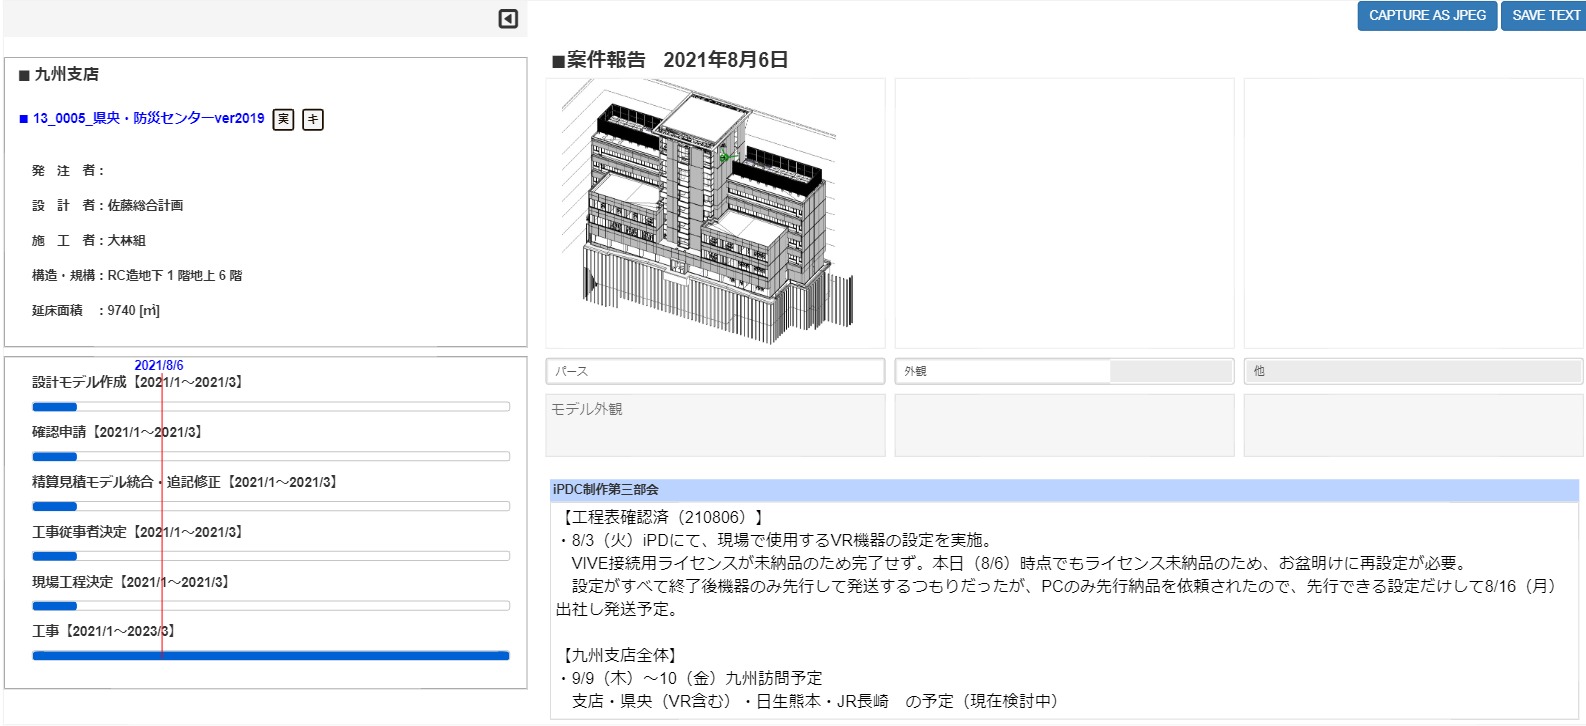 CAPTURE AS JPEG
SAVE TEXT
■ 九州支店
■ 13_0005_県央・防災センターver2019 実 キ
発　注　者：
設　計　者：佐藤総合計画
施　工　者：大林組
構造・規構：RC造地下１階地上６階
延床面積　：9740 [㎡]
2021/8/6
設計モデル作成【2021/1～2021/3】
確認申請【2021/1～2021/3】
精算見積モデル統合・追記修正【2021/1～2021/3】
工事従事者決定【2021/1～2021/3】
現場工程決定【2021/1～2021/3】
工事【2021/1～2023/3】
■案件報告　2021年8月6日
パース
外観
他
モデル外観
iPDC制作第三部会
【工程表確認済（210806）】
・8/3（火）iPDにて、現場で使用するVR機器の設定を実施。
VIVE接続用ライセンスが未納品のため完了せず。本日（8/6）時点でもライセンス未納品のため、お盆明けに再設定が必要。
設定がすべて終了後機器のみ先行して発送するつもりだったが、PCのみ先行納品を依頼されたので、先行できる設定だけして8/16（月）
出社し発送予定。
【九州支店全体】
・9/9（木）～10（金）九州訪問予定
支店・県央（VR含む）・日生熊本・JR長崎　の予定（現在検討中）